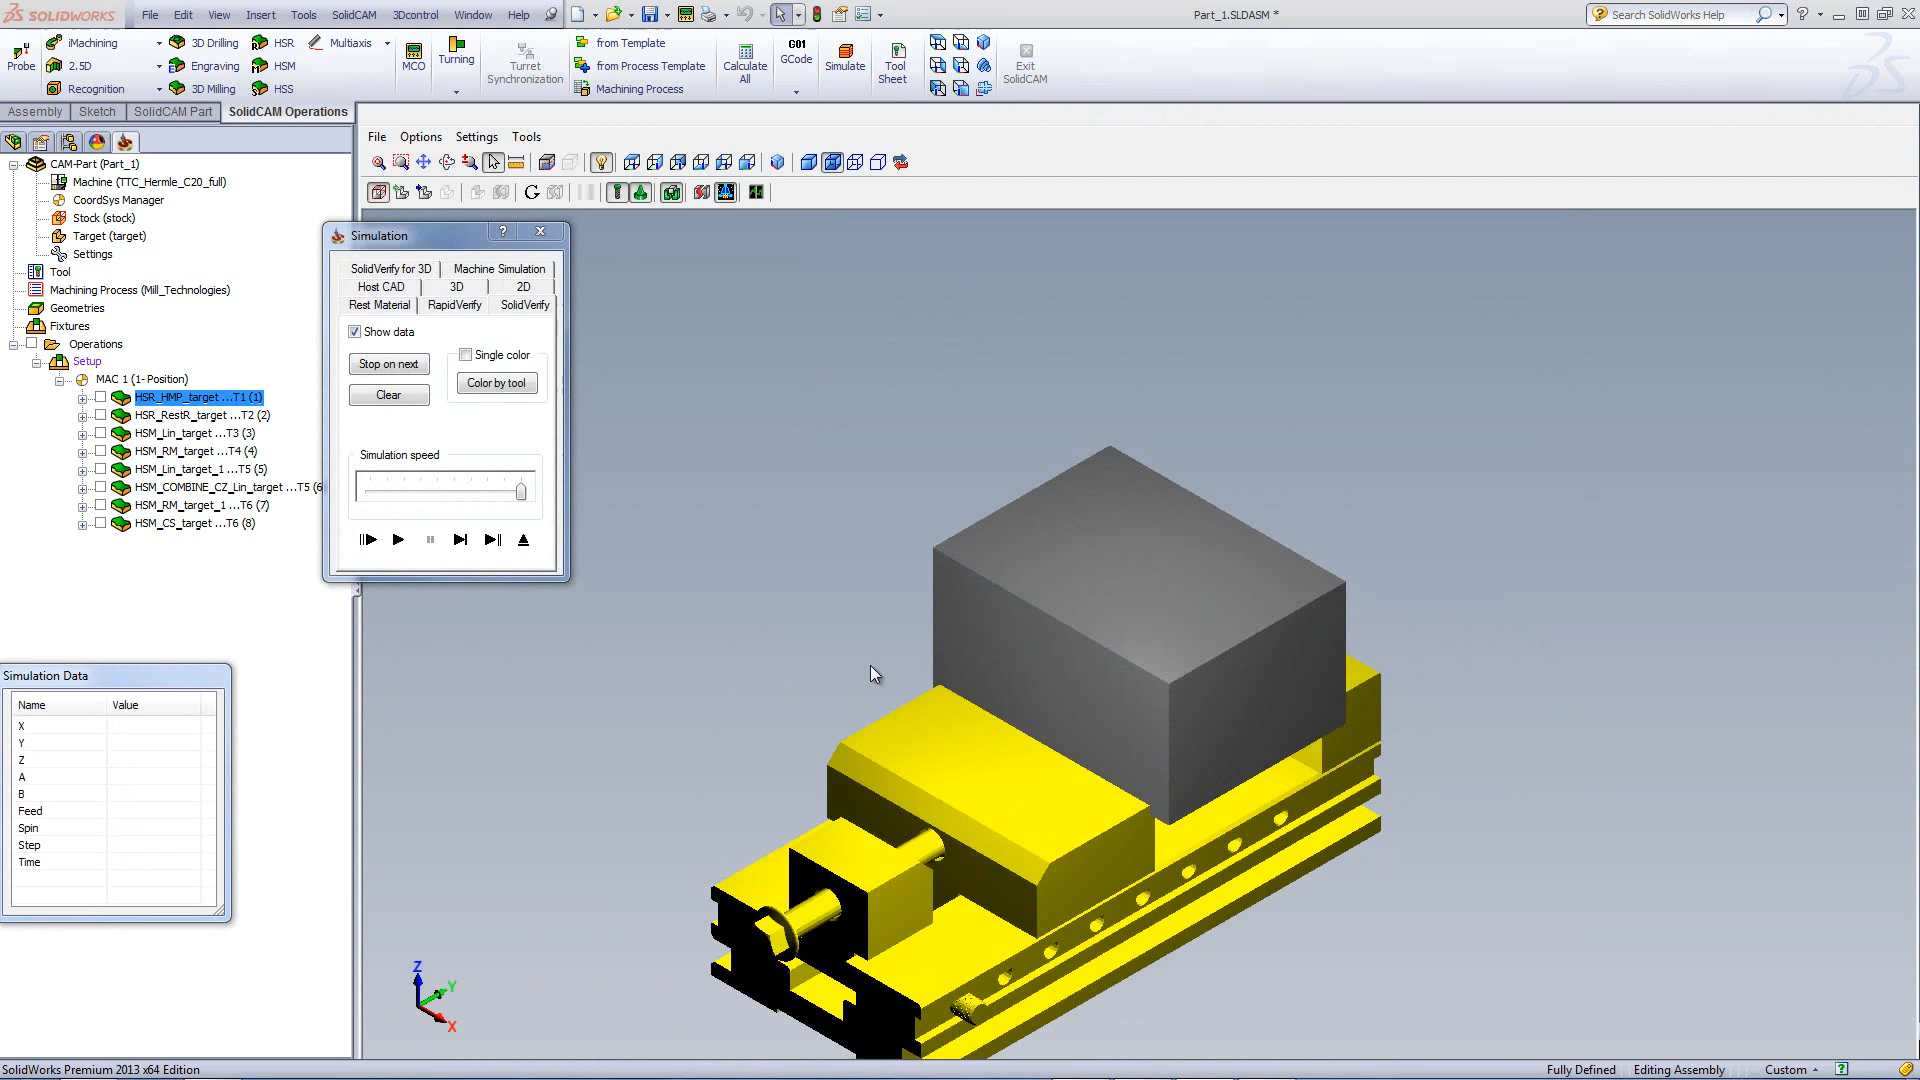 SOLIDWORKS File Edit View Insert Tools SolidCAM 3Dcontrol Window Help Part_1.SLDASM * Search SolidWorks Help
iMachining 3D Drilling HSR Multiaxis from Template G01
Probe 2.5D Engraving HSM MCO Turning Turret Synchronization from Process Template Calculate All GCode Simulate Tool Sheet Exit SolidCAM
Recognition 3D Milling HSS Machining Process
Assembly Sketch SolidCAM Part SolidCAM Operations
File Options Settings Tools
CAM-Part (Part_1)
Machine (TTC_Hermle_C20_full)
CoordSys Manager
Stock (stock)
Target (target)
Settings
Tool
Machining Process (Mill_Technologies)
Geometries
Fixtures
Operations
Setup
MAC 1 (1- Position)
HSR_HMP_target ...T1 (1)
HSR_RestR_target ...T2 (2)
HSM_Lin_target ...T3 (3)
HSM_RM_target ...T4 (4)
HSM_Lin_target_1 ...T5 (5)
HSM_COMBINE_CZ_Lin_target ...T5 (6
HSM_RM_target_1 ...T6 (7)
HSM_CS_target ...T6 (8)
Simulation
SolidVerify for 3D Machine Simulation
Host CAD 3D 2D
Rest Material RapidVerify SolidVerify
Show data
Stop on next Single color
Clear Color by tool
Simulation speed
Simulation Data
Name Value
X
Y
Z
A
B
Feed
Spin
Step
Time
Z
Y
X
SolidWorks Premium 2013 x64 Edition Fully Defined Editing Assembly Custom